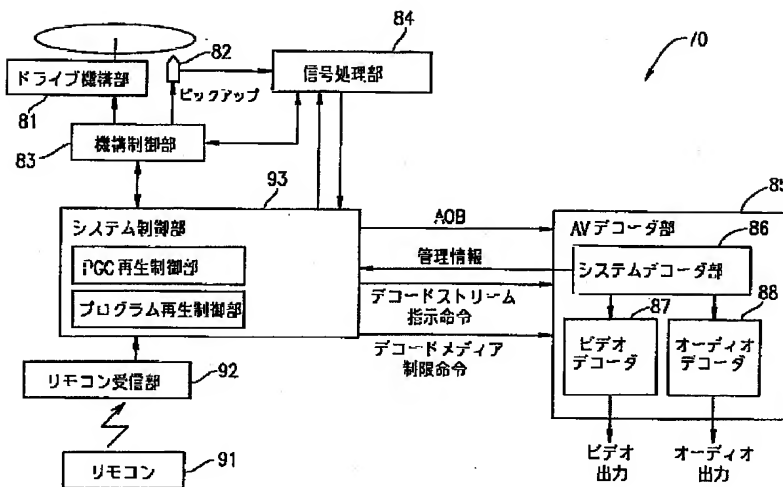 82
84
70
ドライブ機構部
信号処理部
81
ピックアップ
機構制御部
83
93
85
システム制御部
AOB
AVデコーダ部
86
PGC再生制御部
管理情報
システムデコーダ部
プログラム再生制御部
デコードストリーム
指示命令
87
88
デコードメディア
制限命令
ビデオ
デコーダ
オーディオ
デコーダ
リモコン受信部
92
ビデオ
出力
オーディオ
出力
リモコン
91